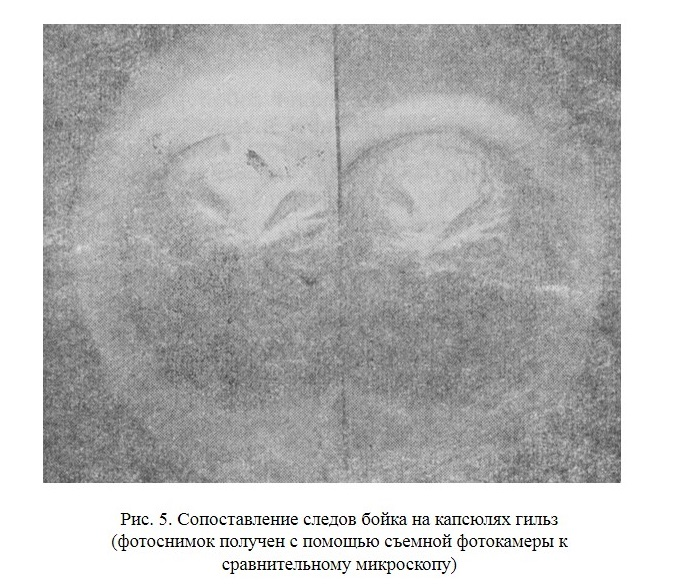 Рис. 5. Сопоставление следов бойка на капсюлях гильз
(фотоснимок получен с помощью съемной фотокамеры к
сравнительному микроскопу)